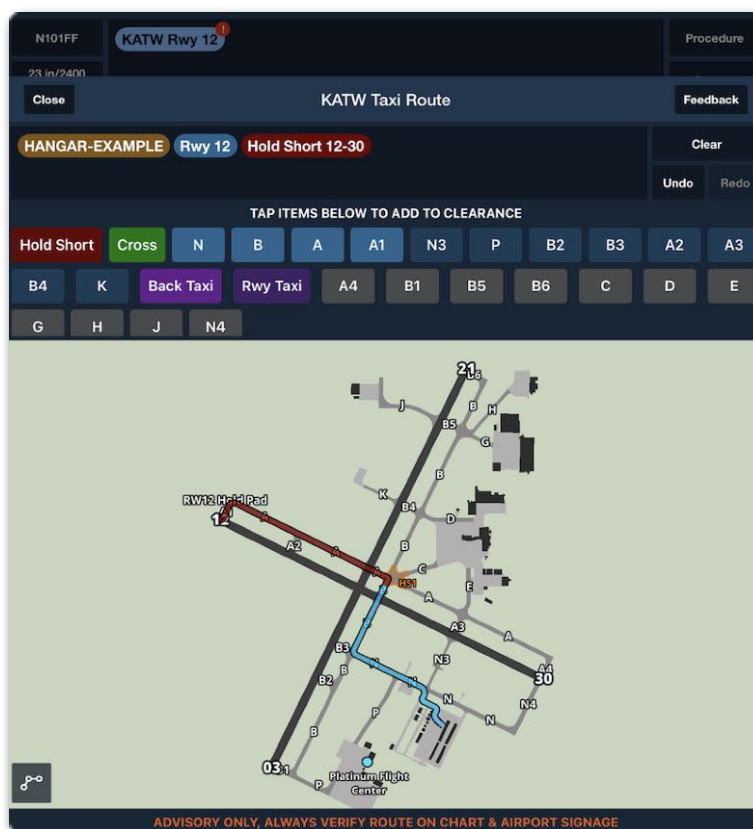 N101FF
KATW Rwy 12
!
Procedure
23 in/2400
Close
KATW Taxi Route
Feedback
HANGAR-EXAMPLE
Rwy 12
Hold Short 12-30
Clear
Undo
Redo
TAP ITEMS BELOW TO ADD TO CLEARANCE
Hold Short
Cross
N
B
A
A1
N3
P
B2
B3
A2
A3
B4
K
Back Taxi
Rwy Taxi
A4
B1
B5
B6
C
D
E
G
H
J
N4
21
J
B
H
B5
G
B
K
RW12 Hold Pad
A
12
B4
D
A2
A
B
A
C
HS1
E
A
B
A3
A
B3
N
B
N3
A4
30
B2
N
N
N4
P
N
B
03
P
Platinum Flight
Center
ADVISORY ONLY, ALWAYS VERIFY ROUTE ON CHART & AIRPORT SIGNAGE